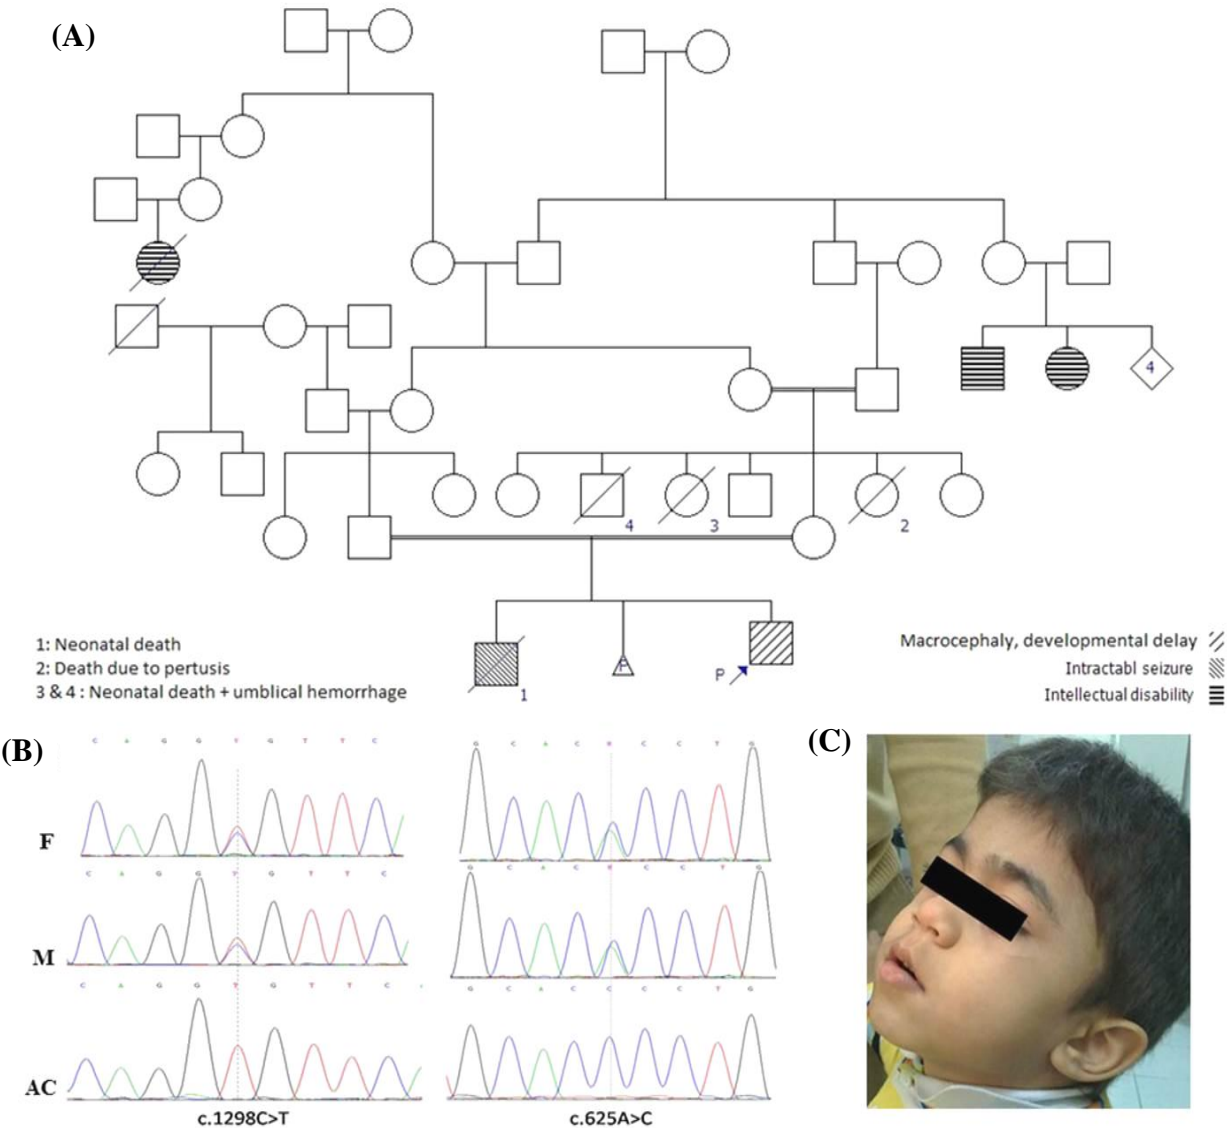 (A)
4
4
3
2
1: Neonatal death
2: Death due to pertusis
3 & 4 : Neonatal death + umblical hemorrhage
1
P
P
Macrocephaly, developmental delay
Intractabl seizure
Intellectual disability
(B)
C A G G T G T T C
G C A C C C T G
F
C A G G T G T T C
G C A C C C T G
M
C A G G T G T T C
G C A C C C C T G
AC
c.1298C>T
c.625A>C
(C)